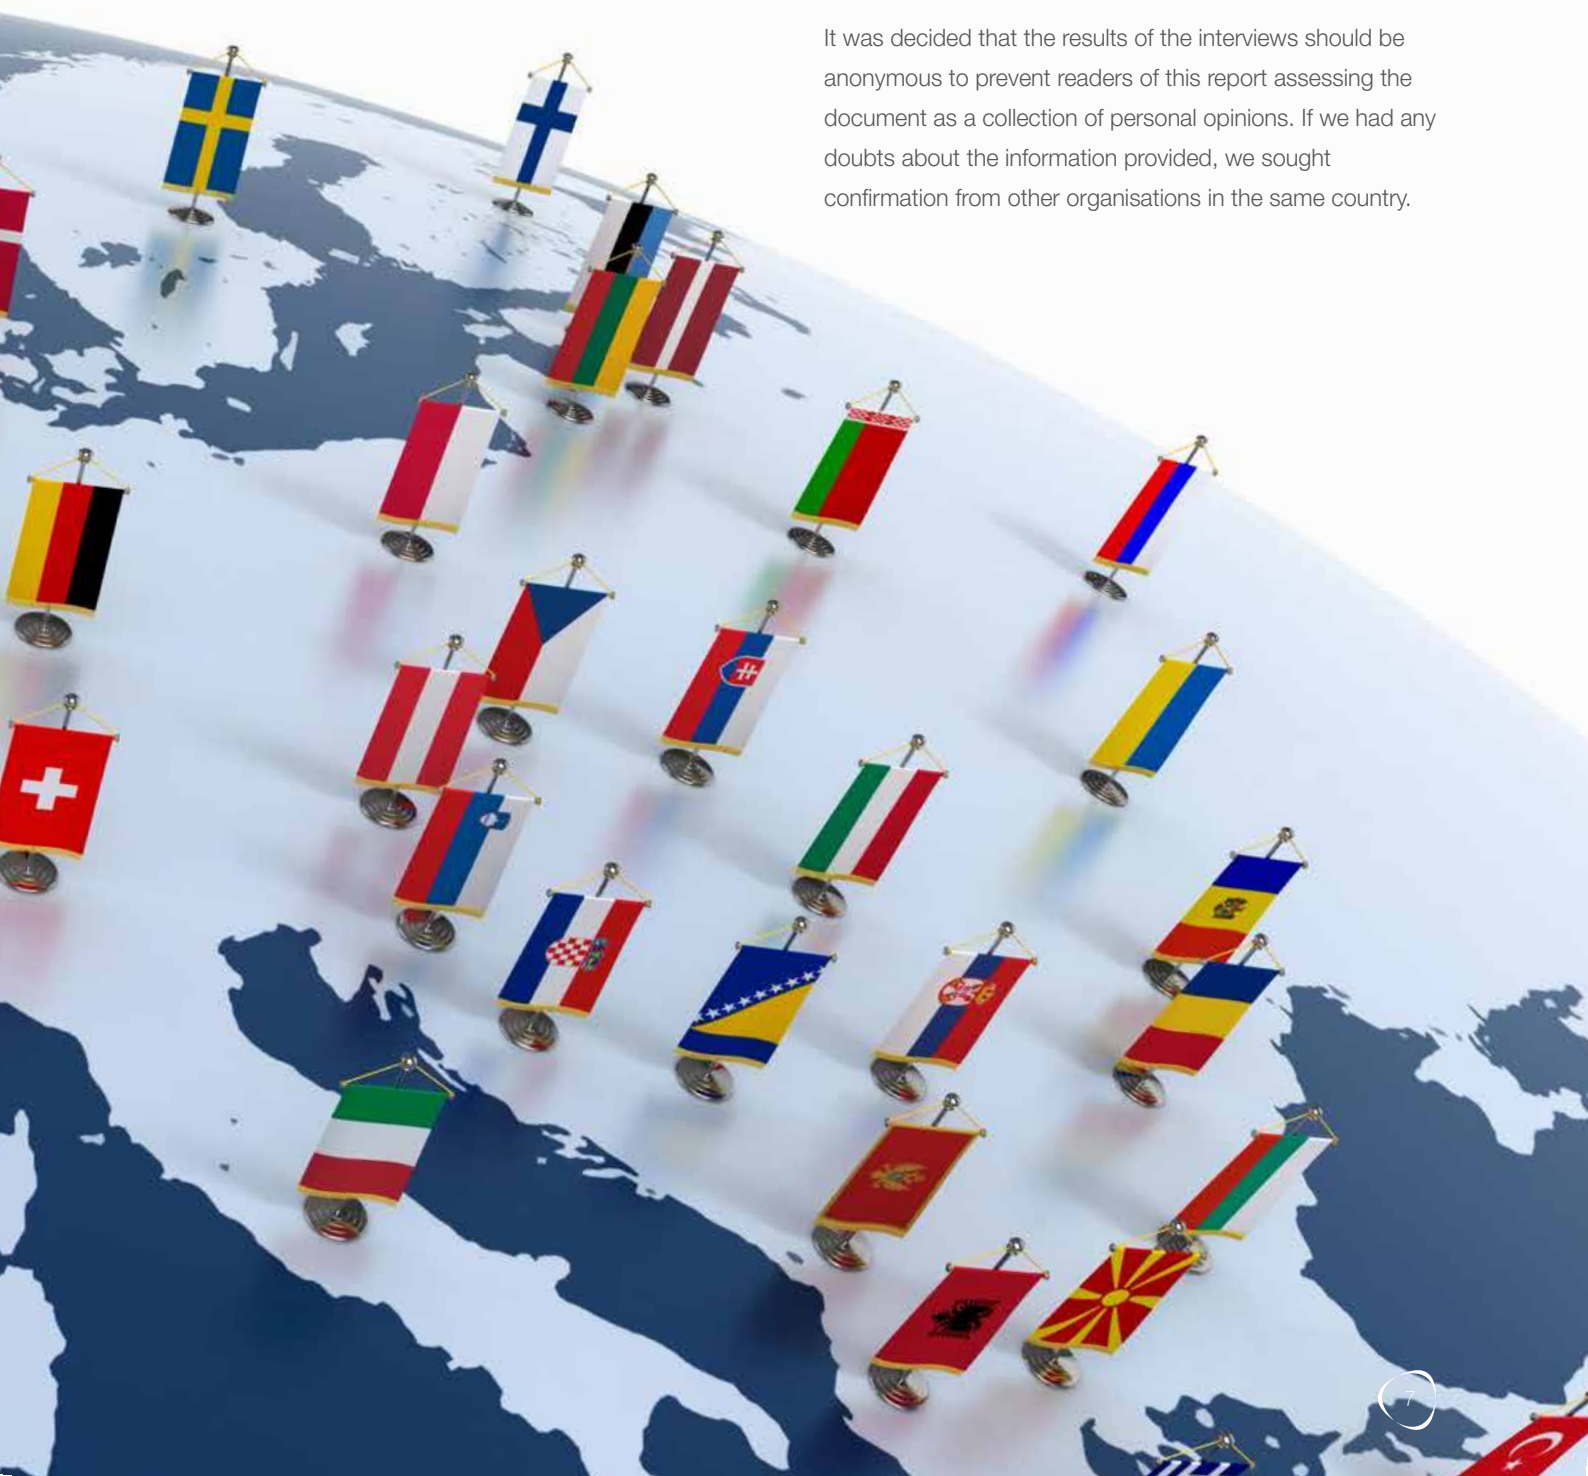 It was decided that the results of the interviews should be
anonymous to prevent readers of this report assessing the
document as a collection of personal opinions. If we had any
doubts about the information provided, we sought
confirmation from other organisations in the same country.
7